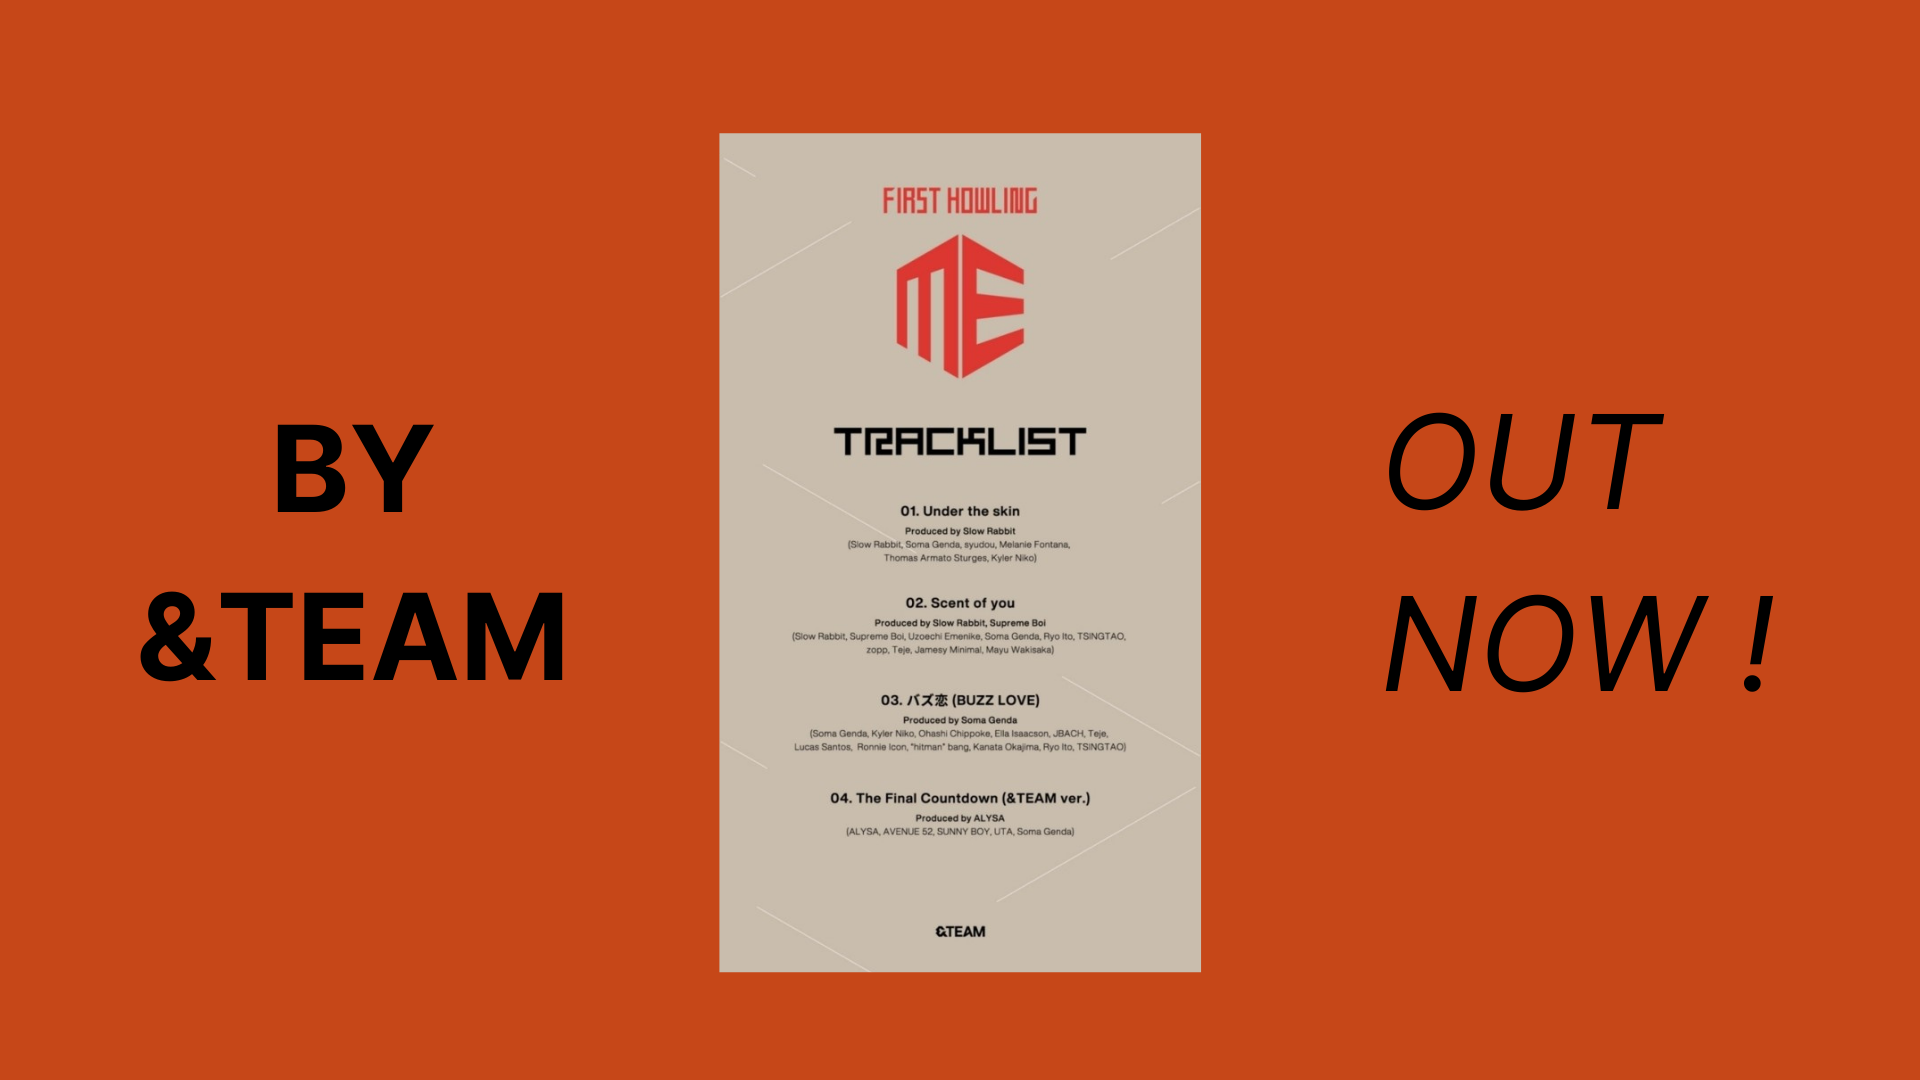 BY
&TEAM
FIRST HOWLING
ME
TRACKLIST
01. Under the skin
Produced by Slow Rabbit
(Slow Rabbit, Soma Genda, syudou, Melanie Fontana,
Thomas Armato Sturges, Kyler Niko)
02. Scent of you
Produced by Slow Rabbit, Supreme Boi
(Slow Rabbit, Supreme Boi, Uzoechi Emenike, Soma Genda, Ryo Ito, TSINGTAO,
zopp, Teje, Jamesy Minimal, Mayu Wakisaka)
03. バズ恋 (BUZZ LOVE)
Produced by Soma Genda
(Soma Genda, Kyler Niko, Ohashi Chippoke, Ella Isaacson, JBACH, Teje,
Lucas Santos, Ronnie Icon, "hitman" bang, Kanata Okajima, Ryo Ito, TSINGTAO)
04. The Final Countdown (&TEAM ver.)
Produced by ALYSA
(ALYSA, AVENUE 52, SUNNY BOY, UTA, Soma Genda)
&TEAM
OUT
NOW !